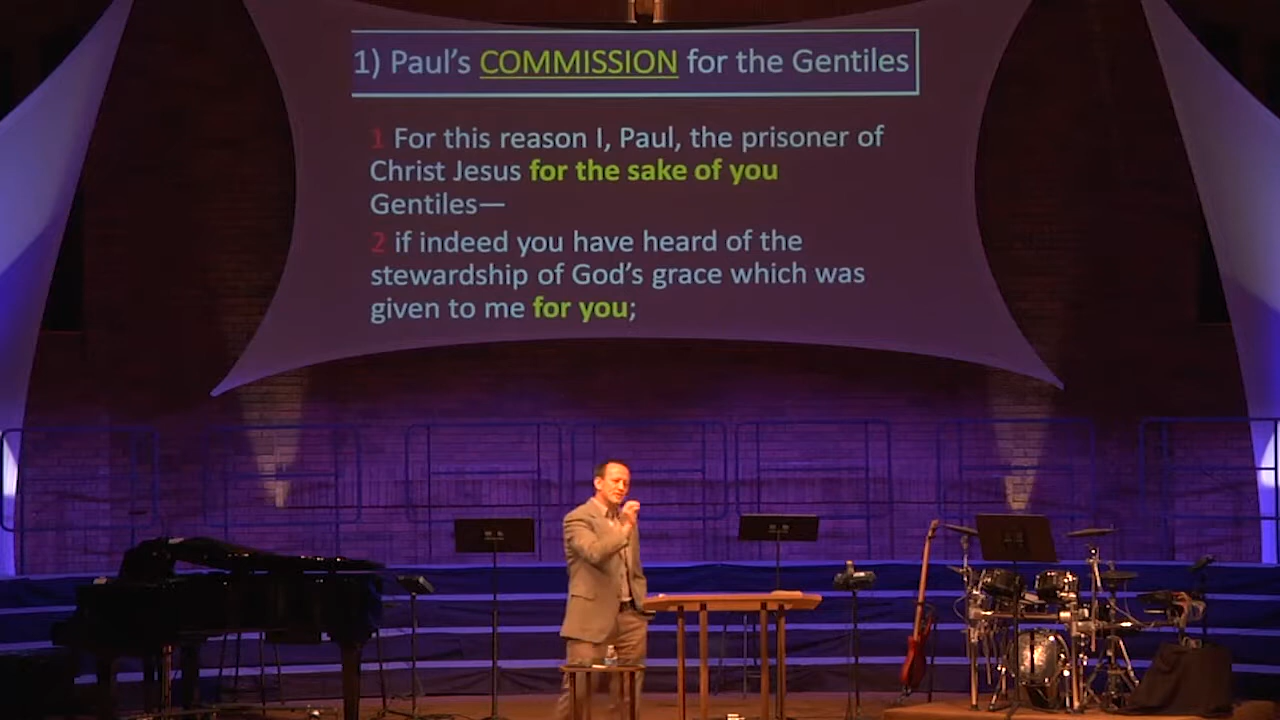 1) Paul's COMMISSION for the Gentiles
1 For this reason I, Paul, the prisoner of
Christ Jesus for the sake of you
Gentiles—
2 if indeed you have heard of the
stewardship of God's grace which was
given to me for you;